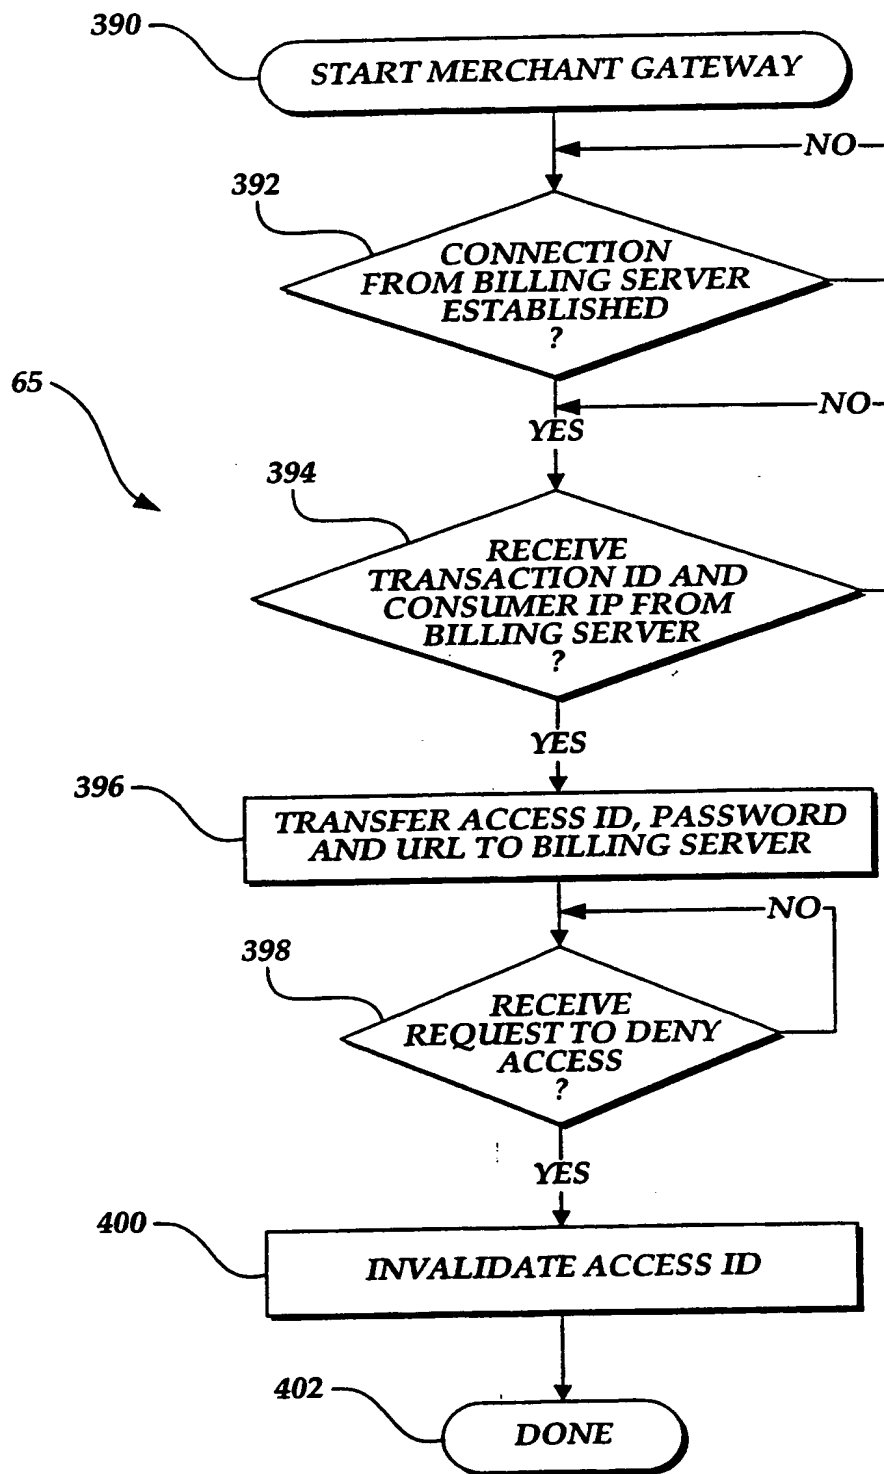 390
START MERCHANT GATEWAY
NO
392
CONNECTION
FROM BILLING SERVER
ESTABLISHED
?
65
NO
YES
394
RECEIVE
TRANSACTION ID AND
CONSUMER IP FROM
BILLING SERVER
?
YES
396
TRANSFER ACCESS ID, PASSWORD
AND URL TO BILLING SERVER
NO
398
RECEIVE
REQUEST TO DENY
ACCESS
?
YES
400
INVALIDATE ACCESS ID
402
DONE